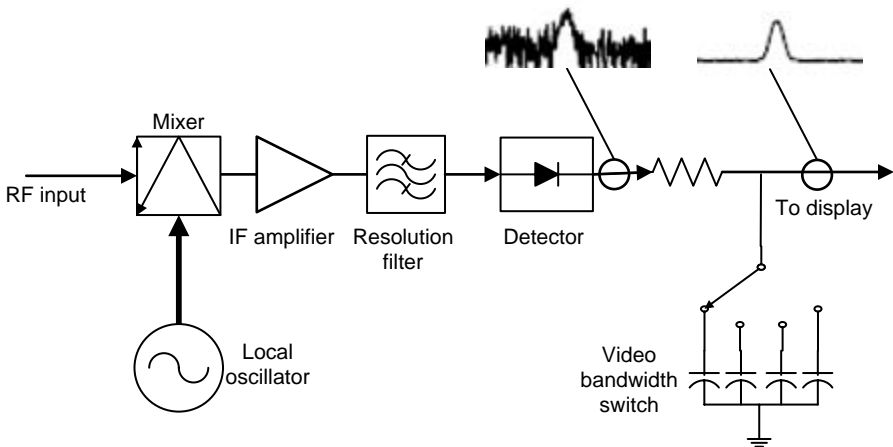 Mixer
RF input
IF amplifier
Resolution
filter
Detector
To display
Local
oscillator
Video
bandwidth
switch